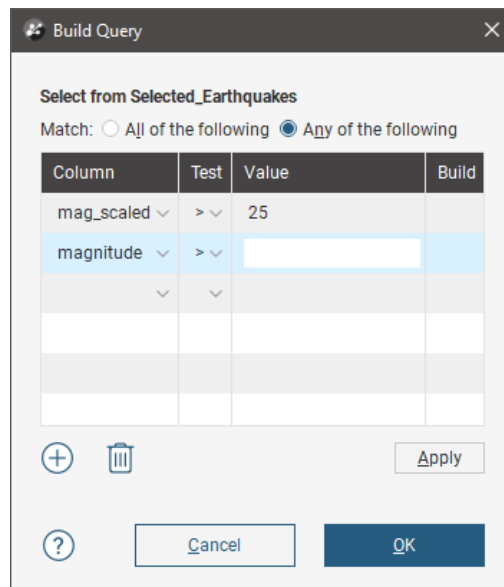 Build Query
Select from Selected_Earthquakes
Match: All of the following Any of the following
Column Test Value Build
mag_scaled > 25
magnitude >
Apply
? Cancel OK